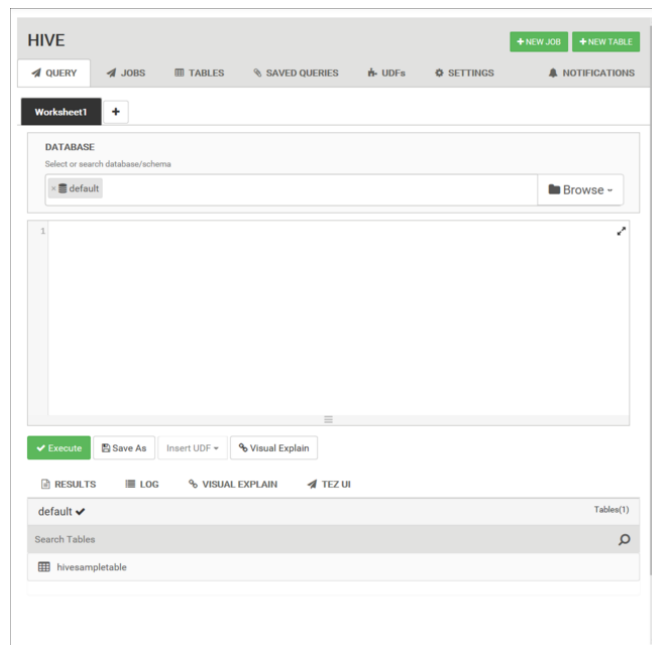 HIVE
+NEW JOB +NEW TABLE
QUERY JOBS TABLES SAVED QUERIES UDFs SETTINGS NOTIFICATIONS
Worksheet1 +
DATABASE
Select or search database/schema
× default Browse
1
Execute Save As Insert UDF Visual Explain
RESULTS LOG VISUAL EXPLAIN TEZ UI
default Tables(1)
Search Tables
hivesampletable